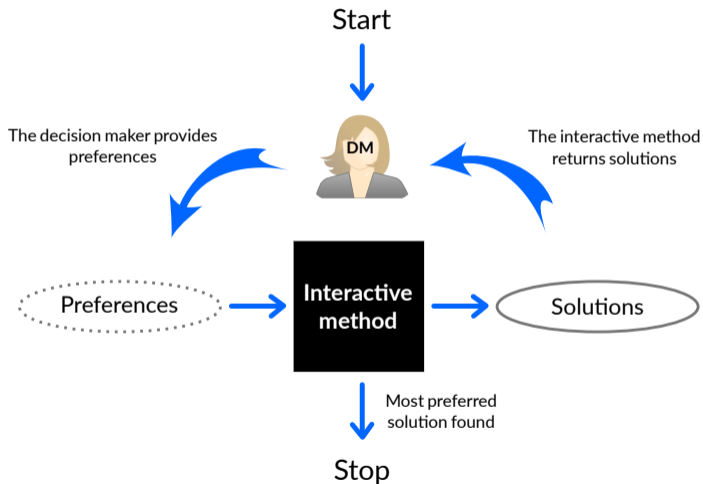 Start
The decision maker provides
preferences
DM
The interactive method
returns solutions
Preferences
Interactive
method
Solutions
Most preferred
solution found
Stop